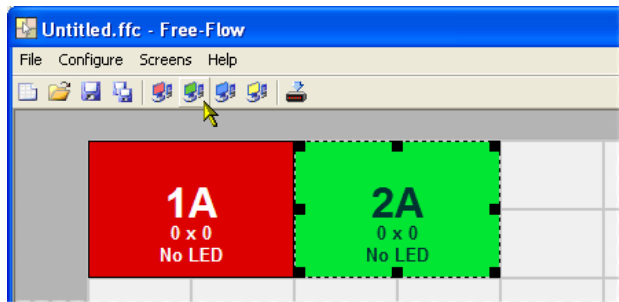 Untitled.ffc - Free-Flow
File Configure Screens Help
1A
0 x 0
No LED
2A
0 x 0
No LED